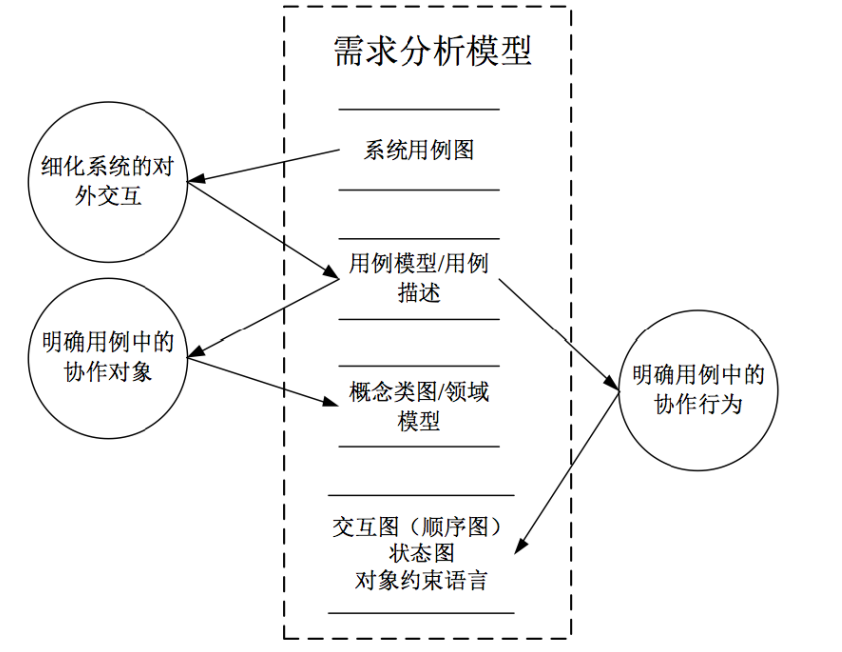 需求分析模型
系统用例图
细化系统的对
外交互
用例模型/用例
描述
明确用例中的
协作对象
概念类图/领域
模型
明确用例中的
协作行为
交互图（顺序图）
状态图
对象约束语言